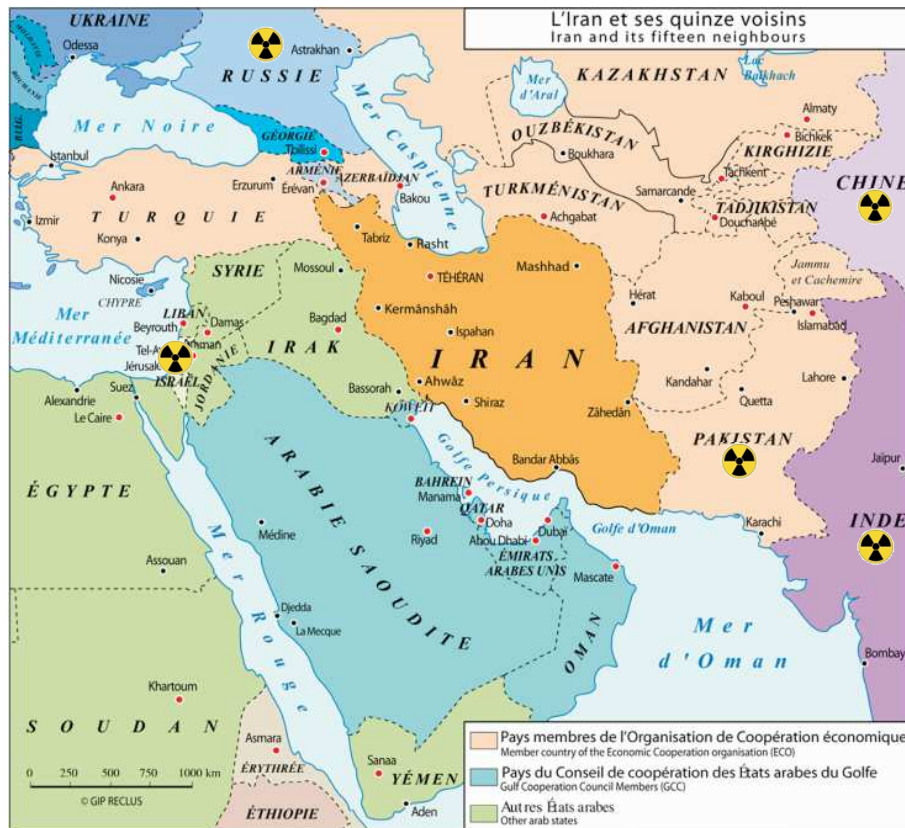 L'Iran et ses quinze voisins
Iran and its fifteen neighbours
UKRAINE
MOLDAVIE
Odessa
ROUMANIE
BULG.
RUSSIE
Astrakhan
KAZAKHSTAN
Lac
Balkhach
Mer
d'Aral
Mer Noire
Mer Caspienne
GÉORGIE
Tbilissi
OUZBÉKISTAN
Boukhara
Almaty
Bichkek
KIRGHIZIE
Istanbul
Ankara
Erzurum
ARMÉNIE
Érévan
AZERBAÏDJAN
Bakou
TURKMÉNISTAN
Samarcande
Tachkent
CHINE
TADJIKISTAN
Douchanbé
Izmir
TURQUIE
Konya
Tabriz
Rasht
Achgabat
Nicosie
CHYPRE
SYRIE
Mossoul
TÉHÉRAN
Mashhad
Jammu
et Cachemire
Hérat
Kaboul
Peshawar
Islamabad
Mer
Méditerranée
LIBAN
Beyrouth
Damas
Bagdad
Kermânshâh
Ispahan
AFGHANISTAN
Tel-A
Amman
Jérusal
ISRAËL
JORDANIE
IRAK
IRAN
Kandahar
Lahore
Quetta
Alexandrie
Suez
Le Caire
Bassorah
KOWEIT
Ahwâz
Shiraz
Zâhedân
PAKISTAN
Jaipur
ÉGYPTE
ARABIE SAOUDITE
Golfe Persique
Bandar Abbâs
BAHREIN
Manama
QATAR
Doha
Dubaï
Abou Dhabi
ÉMIRATS
ARABES UNIS
Golfe d'Oman
Karachi
INDE
Médine
Riyad
Mascate
Assouan
Mer Rouge
Djedda
La Mecque
OMAN
Mer
d'Oman
Bombay
Khartoum
SOUDAN
Asmara
ÉRYTHRÉE
Sanaa
YÉMEN
Aden
ÉTHIOPIE
0 500 1000 km
© GIP RECLUS
Pays membres de l'Organisation de Coopération économique
Member country of the Economic Cooperation organisation (ECO)
Pays du Conseil de coopération des États arabes du Golfe
Gulf Cooperation Council Members (GCC)
Autres États arabes
Other arab states